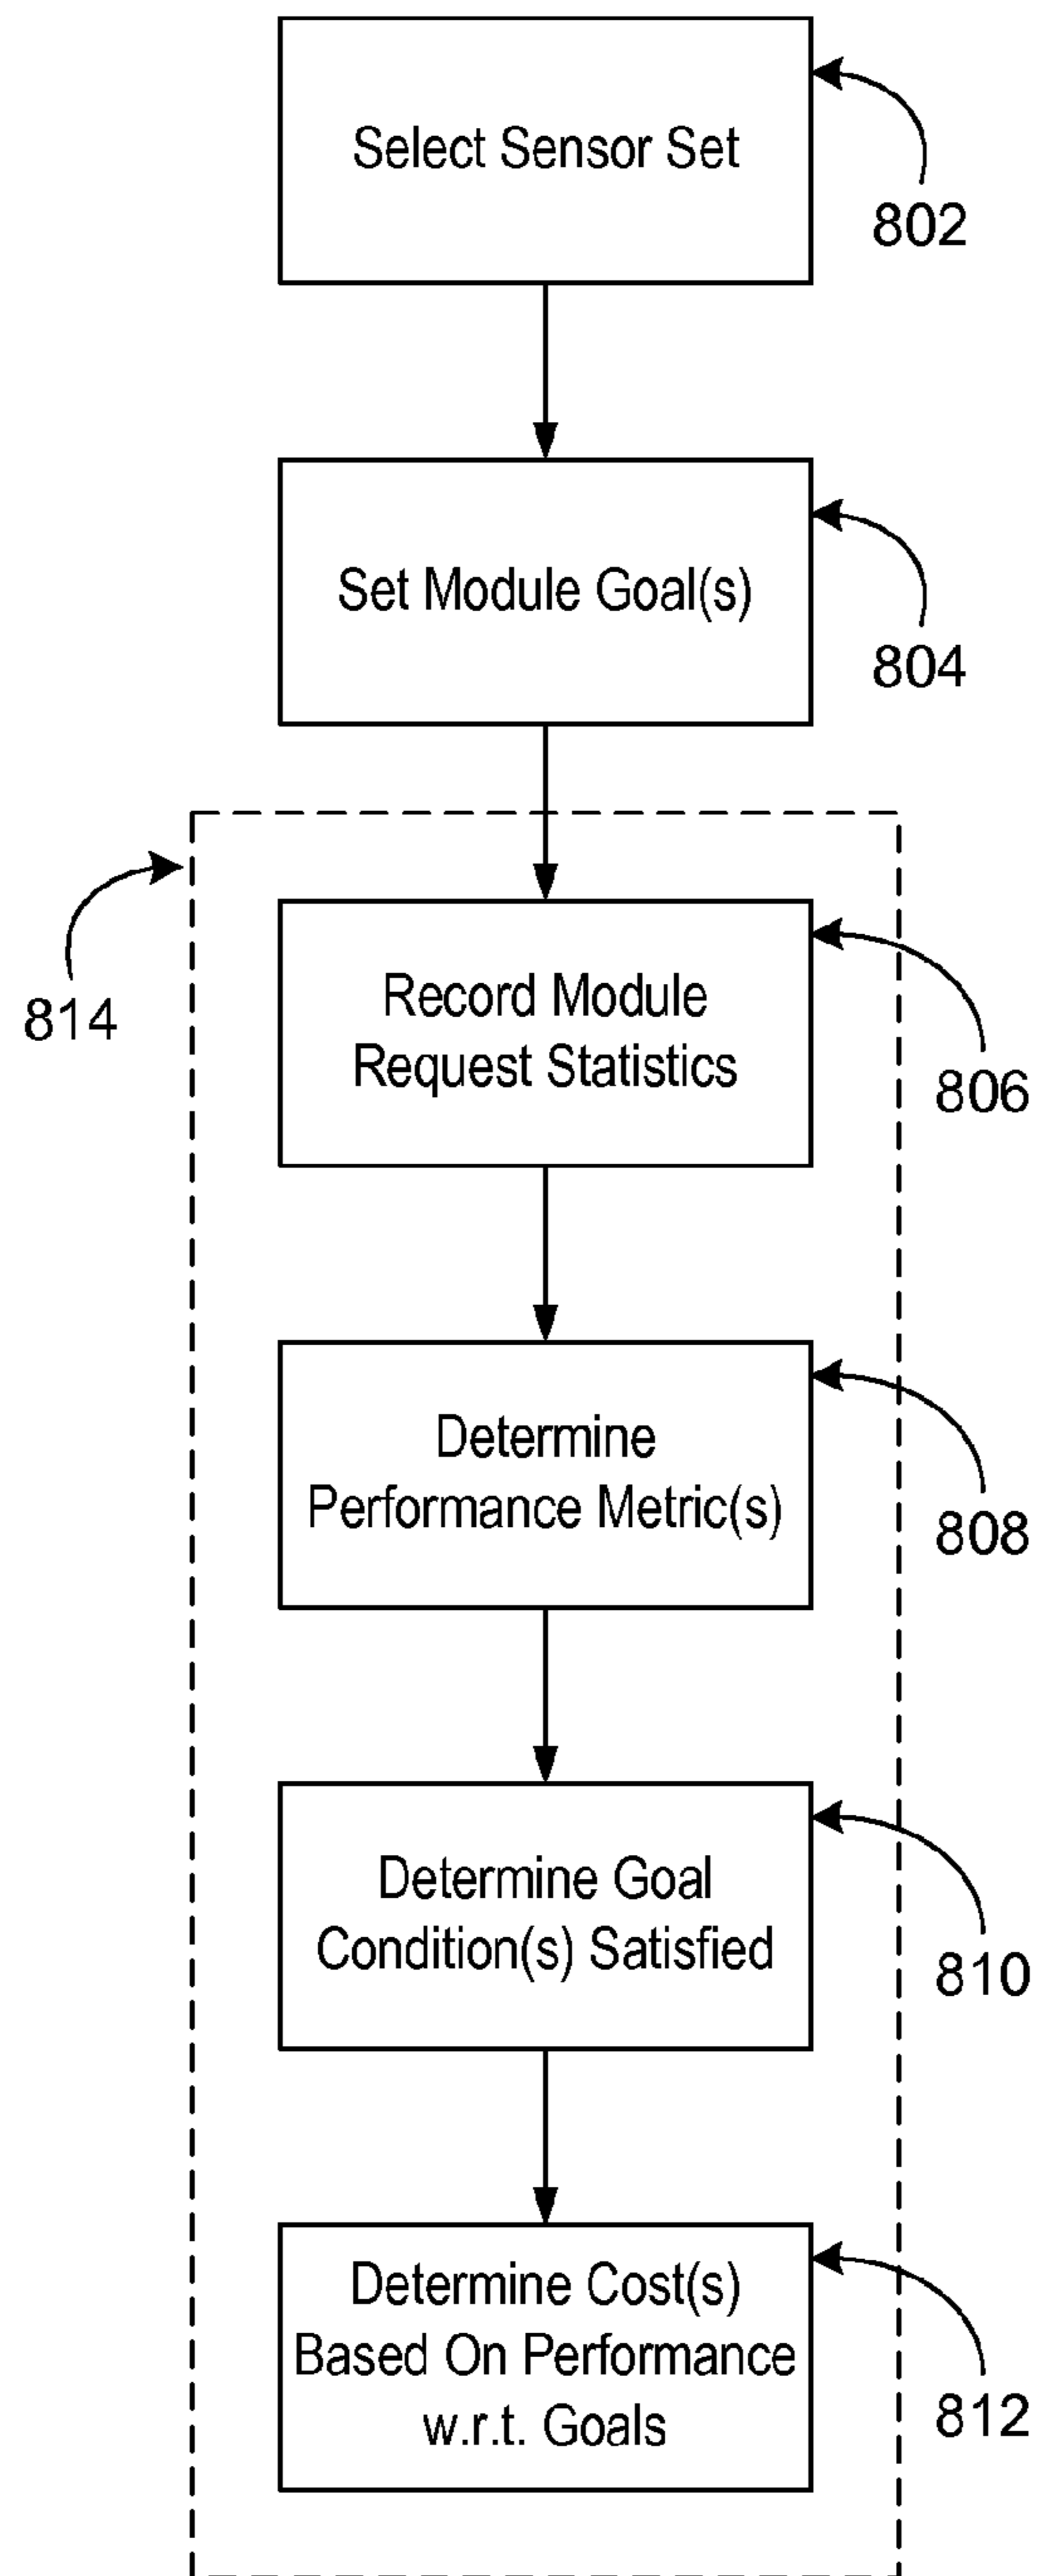 Select Sensor Set
802
Set Module Goal(s)
804
814
Record Module
Request Statistics
806
Determine
Performance Metric(s)
808
Determine Goal
Condition(s) Satisfied
810
Determine Cost(s)
Based On Performance
w.r.t. Goals
812